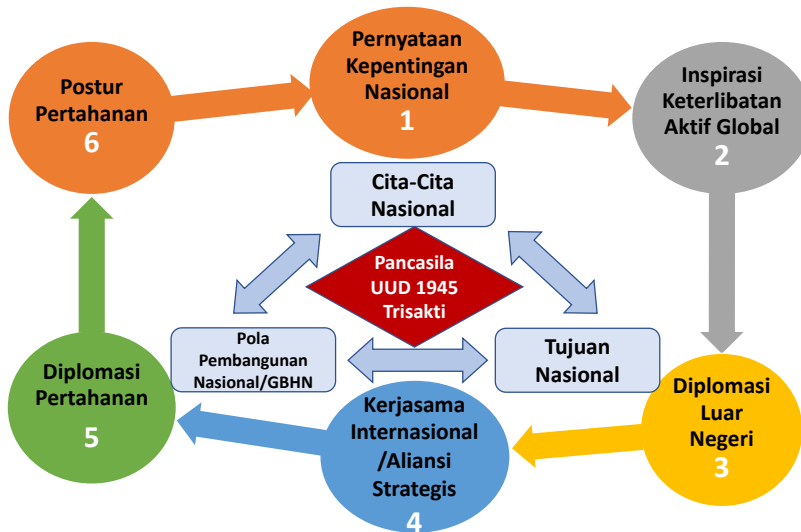 Pernyataan
Kepentingan
Nasional
1
Inspirasi
Keterlibatan
Aktif Global
2
Diplomasi
Luar
Negeri
3
Kerjasama
Internasional
/Aliansi
Strategis
4
Diplomasi
Pertahanan
5
Postur
Pertahanan
6
Cita-Cita
Nasional
Pancasila
UUD 1945
Trisakti
Pola
Pembangunan
Nasional/GBHN
Tujuan
Nasional